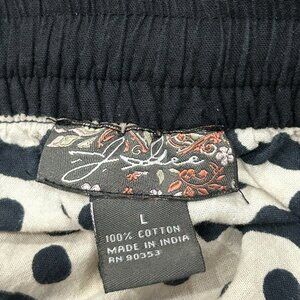 L
100% COTTON
MADE IN INDIA
RN 90353